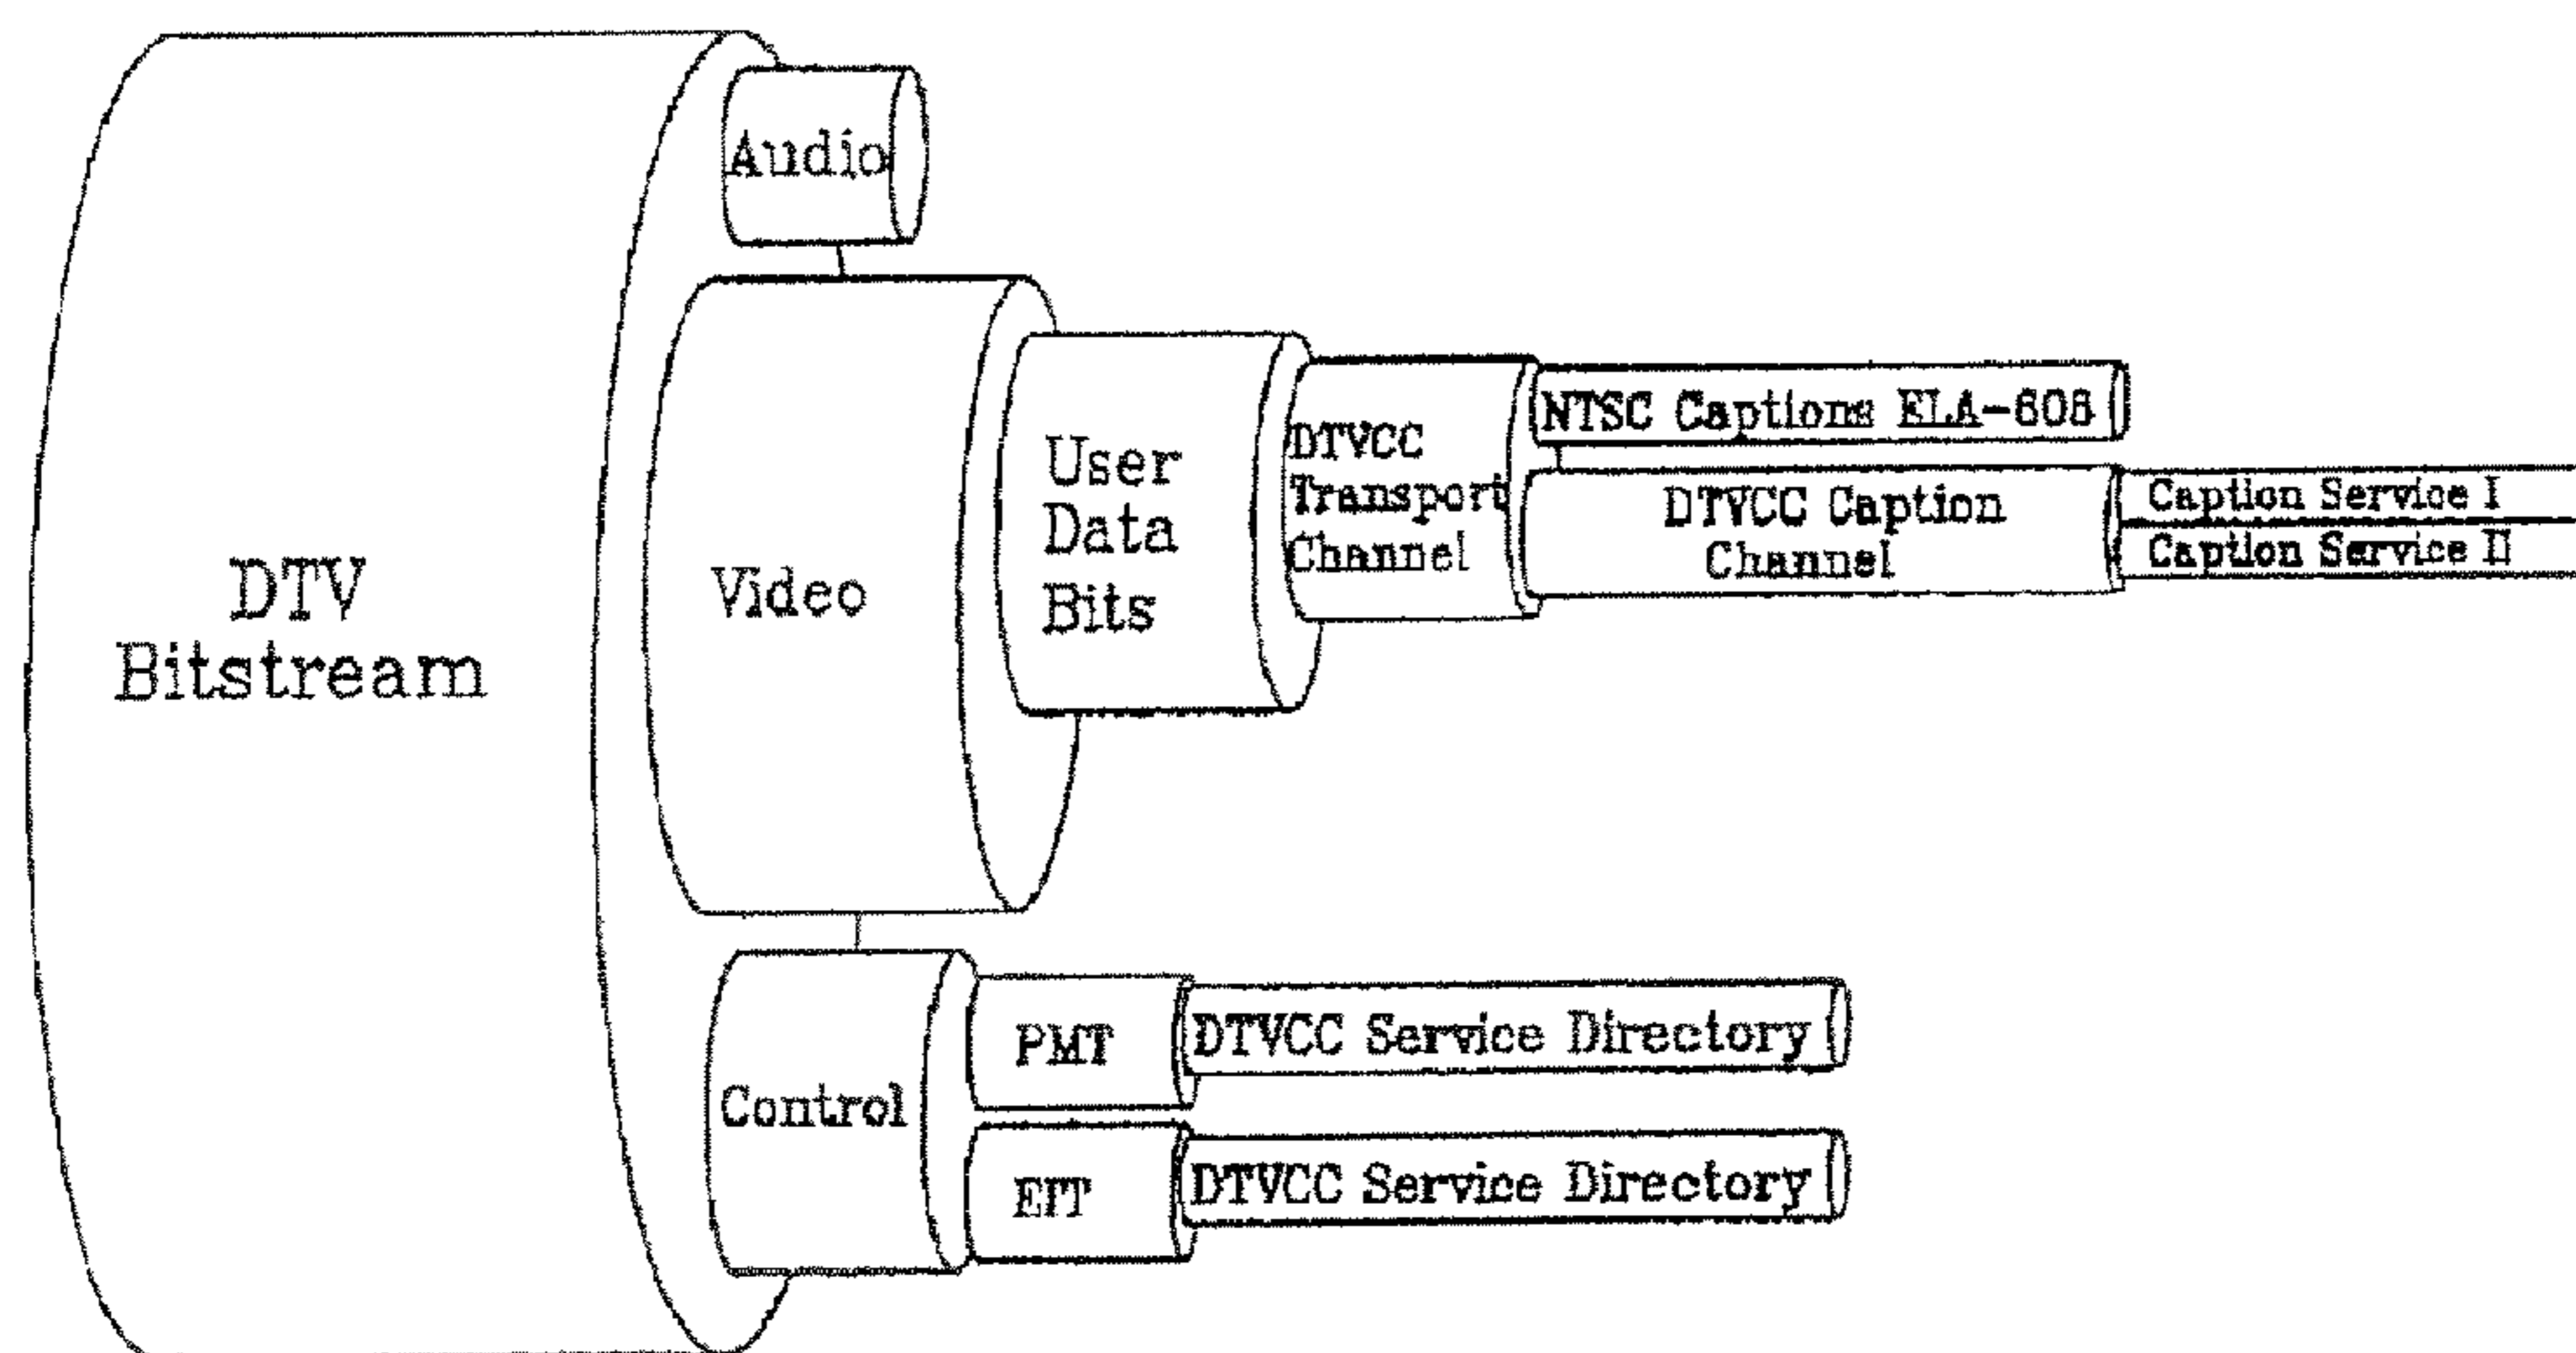 Audio
DTV
Bitstream
Video
User
Data
Bits
DTVCC
Transport
Channel
NTSC Captions ELA-608
DTVCC Caption
Channel
Caption Service I
Caption Service II
Control
PMT
DTVCC Service Directory
EIT
DTVCC Service Directory